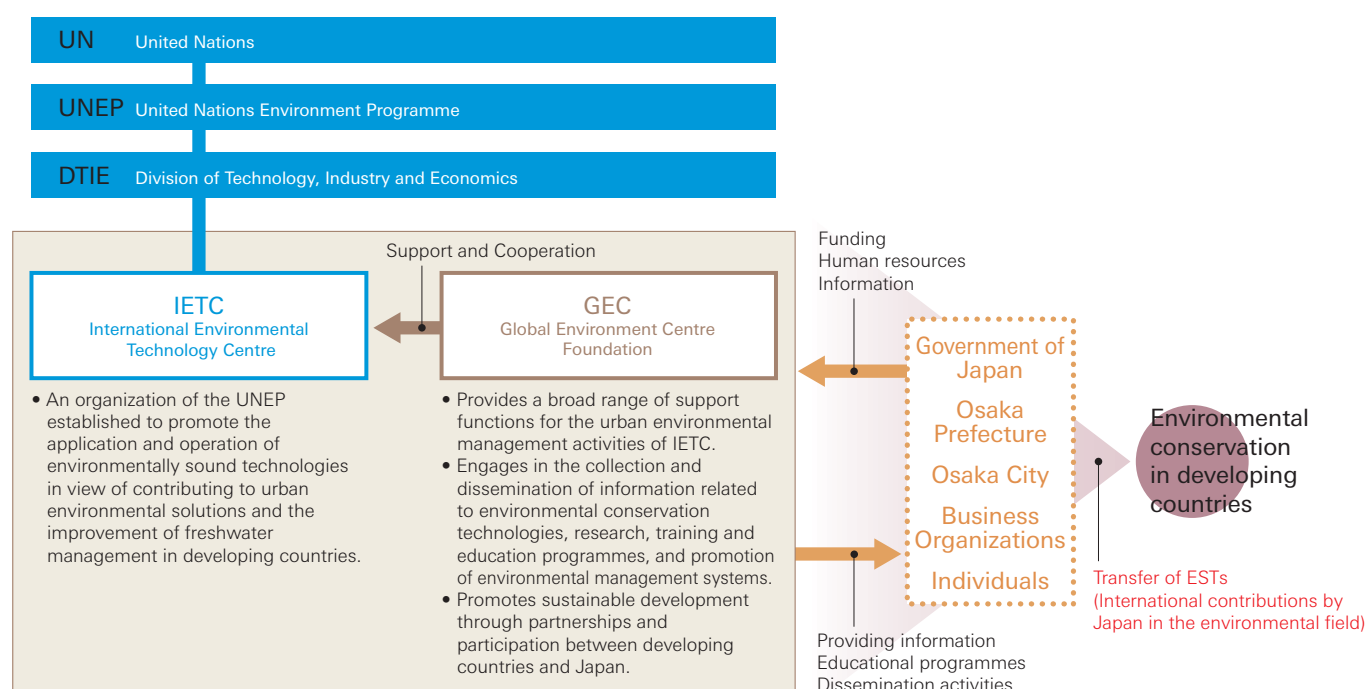 UN United Nations
UNEP United Nations Environment Programme
DTIE Division of Technology, Industry and Economics
Support and Cooperation
IETC
International Environmental
Technology Centre
GEC
Global Environment Centre
Foundation
• An organization of the UNEP
established to promote the
application and operation of
environmentally sound technologies
in view of contributing to urban
environmental solutions and the
improvement of freshwater
management in developing countries.
• Provides a broad range of support
functions for the urban environmental
management activities of IETC.
• Engages in the collection and
dissemination of information related
to environmental conservation
technologies, research, training and
education programmes, and promotion
of environmental management systems.
• Promotes sustainable development
through partnerships and
participation between developing
countries and Japan.
Funding
Human resources
Information
Government of
Japan
Osaka
Prefecture
Osaka City
Business
Organizations
Individuals
Providing information
Educational programmes
Dissemination activities
Environmental
conservation
in developing
countries
Transfer of ESTs
(International contributions by
Japan in the environmental field)